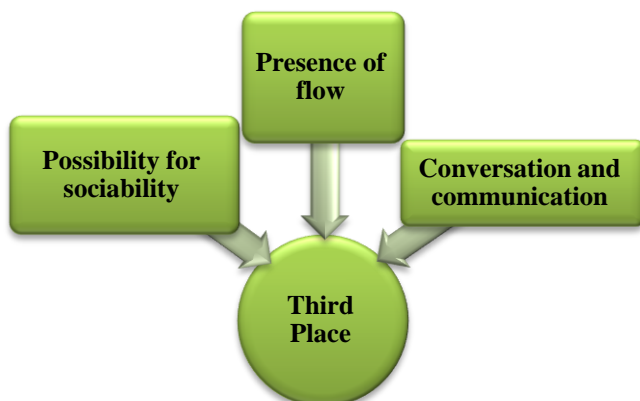 Presence of
flow
Possibility for
sociability
Conversation and
communication
Third
Place